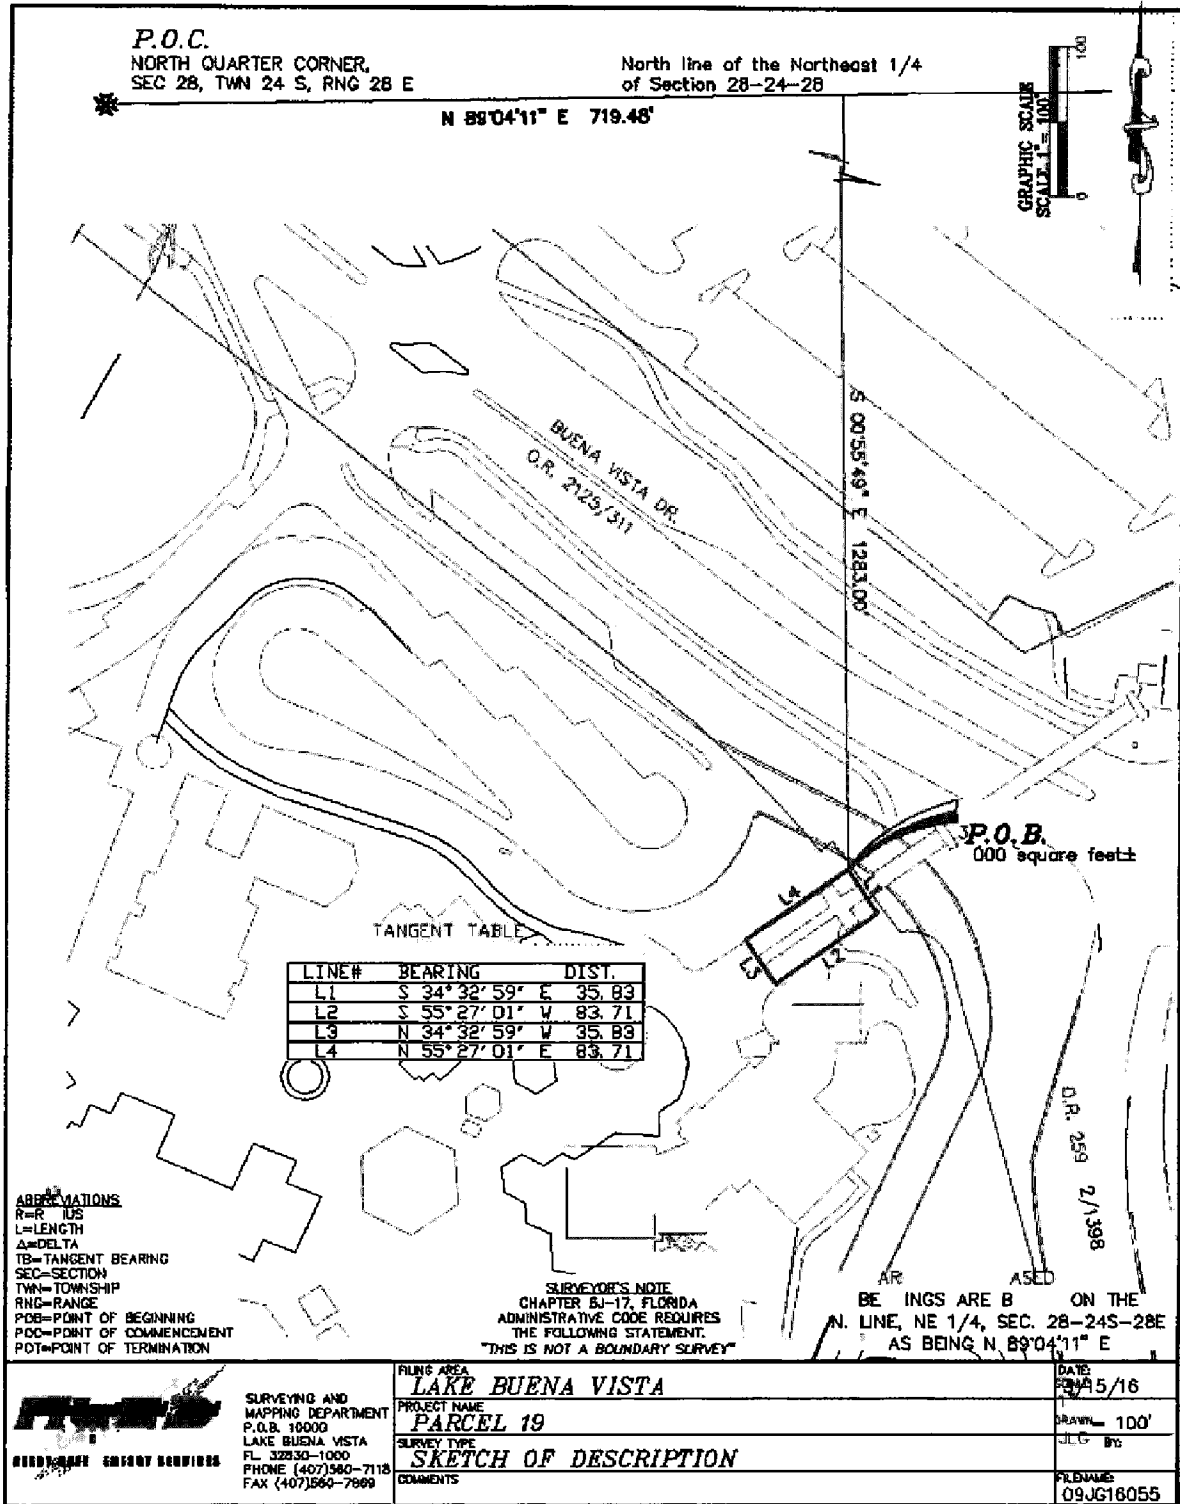 P.O.C.
NORTH QUARTER CORNER,
SEC 28, TWN 24 S, RNG 28 E
North line of the Northeast 1/4
of Section 28-24-28
N 89°04'11" E 719.48'
GRAPHIC SCALE
SCALE 1" = 100'
0
100
S 00°55'49" E 1283.00'
BUENA VISTA DR.
O.R. 2125/311
P.O.B.
000 square feet±
L4
L3
L2
TANGENT TABLE
LINE# BEARING DIST.
L1 S 34° 32' 59" E 35.83
L2 S 55° 27' 01" W 83.71
L3 N 34° 32' 59" W 35.83
L4 N 55° 27' 01" E 83.71
O.R. 259 2/1398
ABBREVIATIONS
R=R IUS
L=LENGTH
Δ=DELTA
TB=TANGENT BEARING
SEC=SECTION
TWN=TOWNSHIP
RNG=RANGE
POB=POINT OF BEGINNING
POC=POINT OF COMMENCEMENT
POT=POINT OF TERMINATION
SURVEYOR'S NOTE
CHAPTER 5J-17, FLORIDA
ADMINISTRATIVE CODE REQUIRES
THE FOLLOWING STATEMENT.
"THIS IS NOT A BOUNDARY SURVEY"
AR ASED
BE INGS ARE B ON THE
N. LINE, NE 1/4, SEC. 28-24S-28E
AS BEING N 89°04'11" E
SURVEYING AND
MAPPING DEPARTMENT
P.O.B. 10000
LAKE BUENA VISTA
FL 32830-1000
PHONE (407)560-7118
FAX (407)560-7869
FILING AREA
LAKE BUENA VISTA
PROJECT NAME
PARCEL 19
SURVEY TYPE
SKETCH OF DESCRIPTION
COMMENTS
DATE:
15/16
DRAWN 100'
JLG BY:
FILENAME:
09JG16055